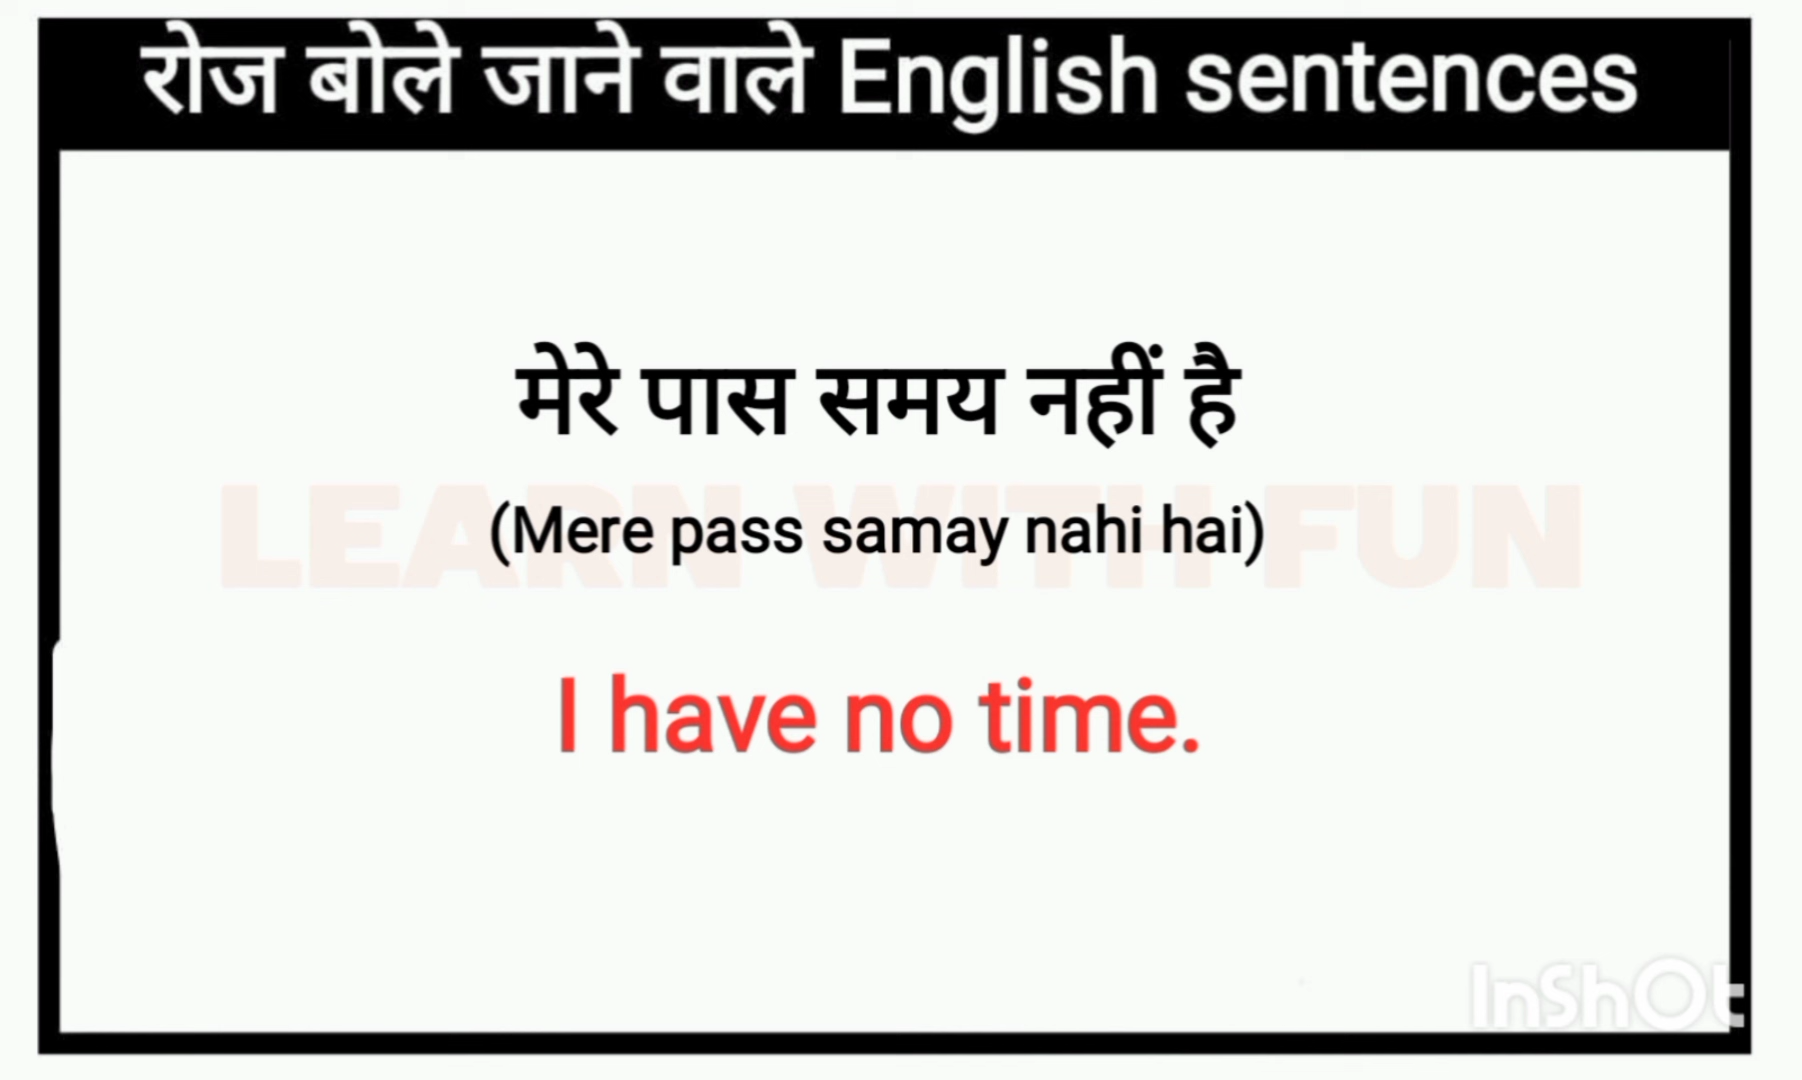 रोज बोले जाने वाले English sentences
मेरे पास समय नहीं है
(Mere pass samay nahi hai)
LEARN WITH FUN
I have no time.
InShOt